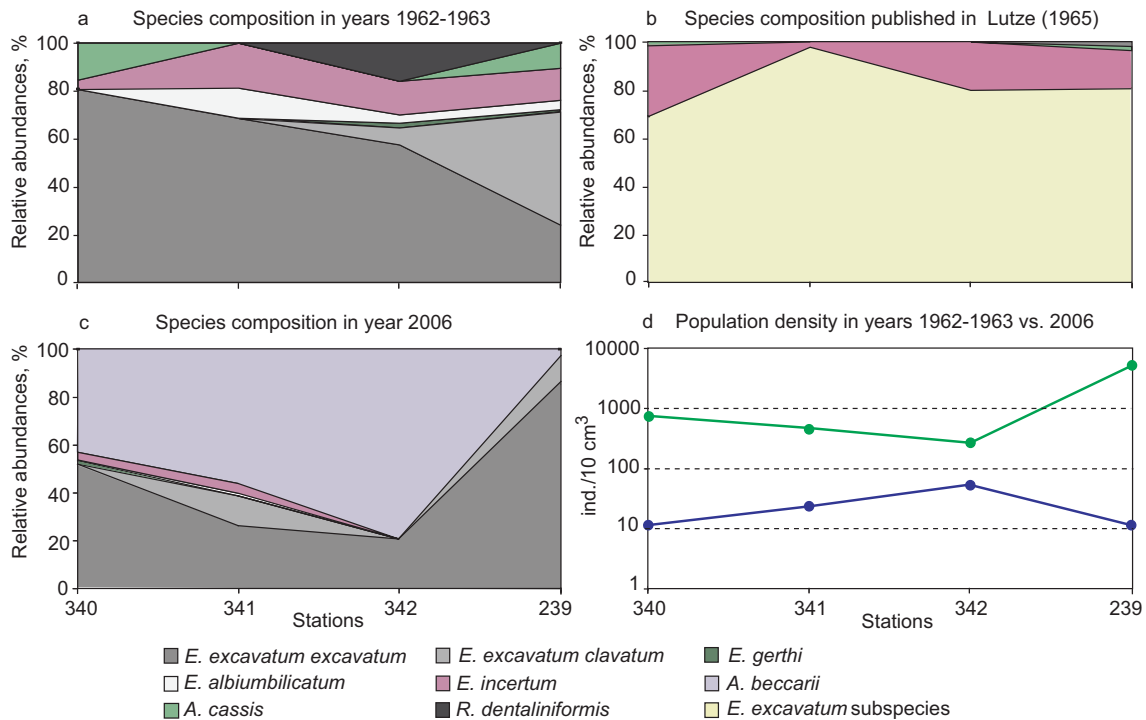 a Species composition in years 1962-1963
Relative abundances, %
100
80
60
40
20
0
b Species composition published in Lutze (1965)
Relative abundances, %
100
80
60
40
20
0
c Species composition in year 2006
Relative abundances, %
100
80
60
40
20
0
340 341 342 239
Stations
d Population density in years 1962-1963 vs. 2006
ind./10 cm³
10000
1000
100
10
1
340 341 342 239
Stations
E. excavatum excavatum E. excavatum clavatum E. gerthi
E. albiumbilicatum E. incertum A. beccarii
A. cassis R. dentaliniformis E. excavatum subspecies